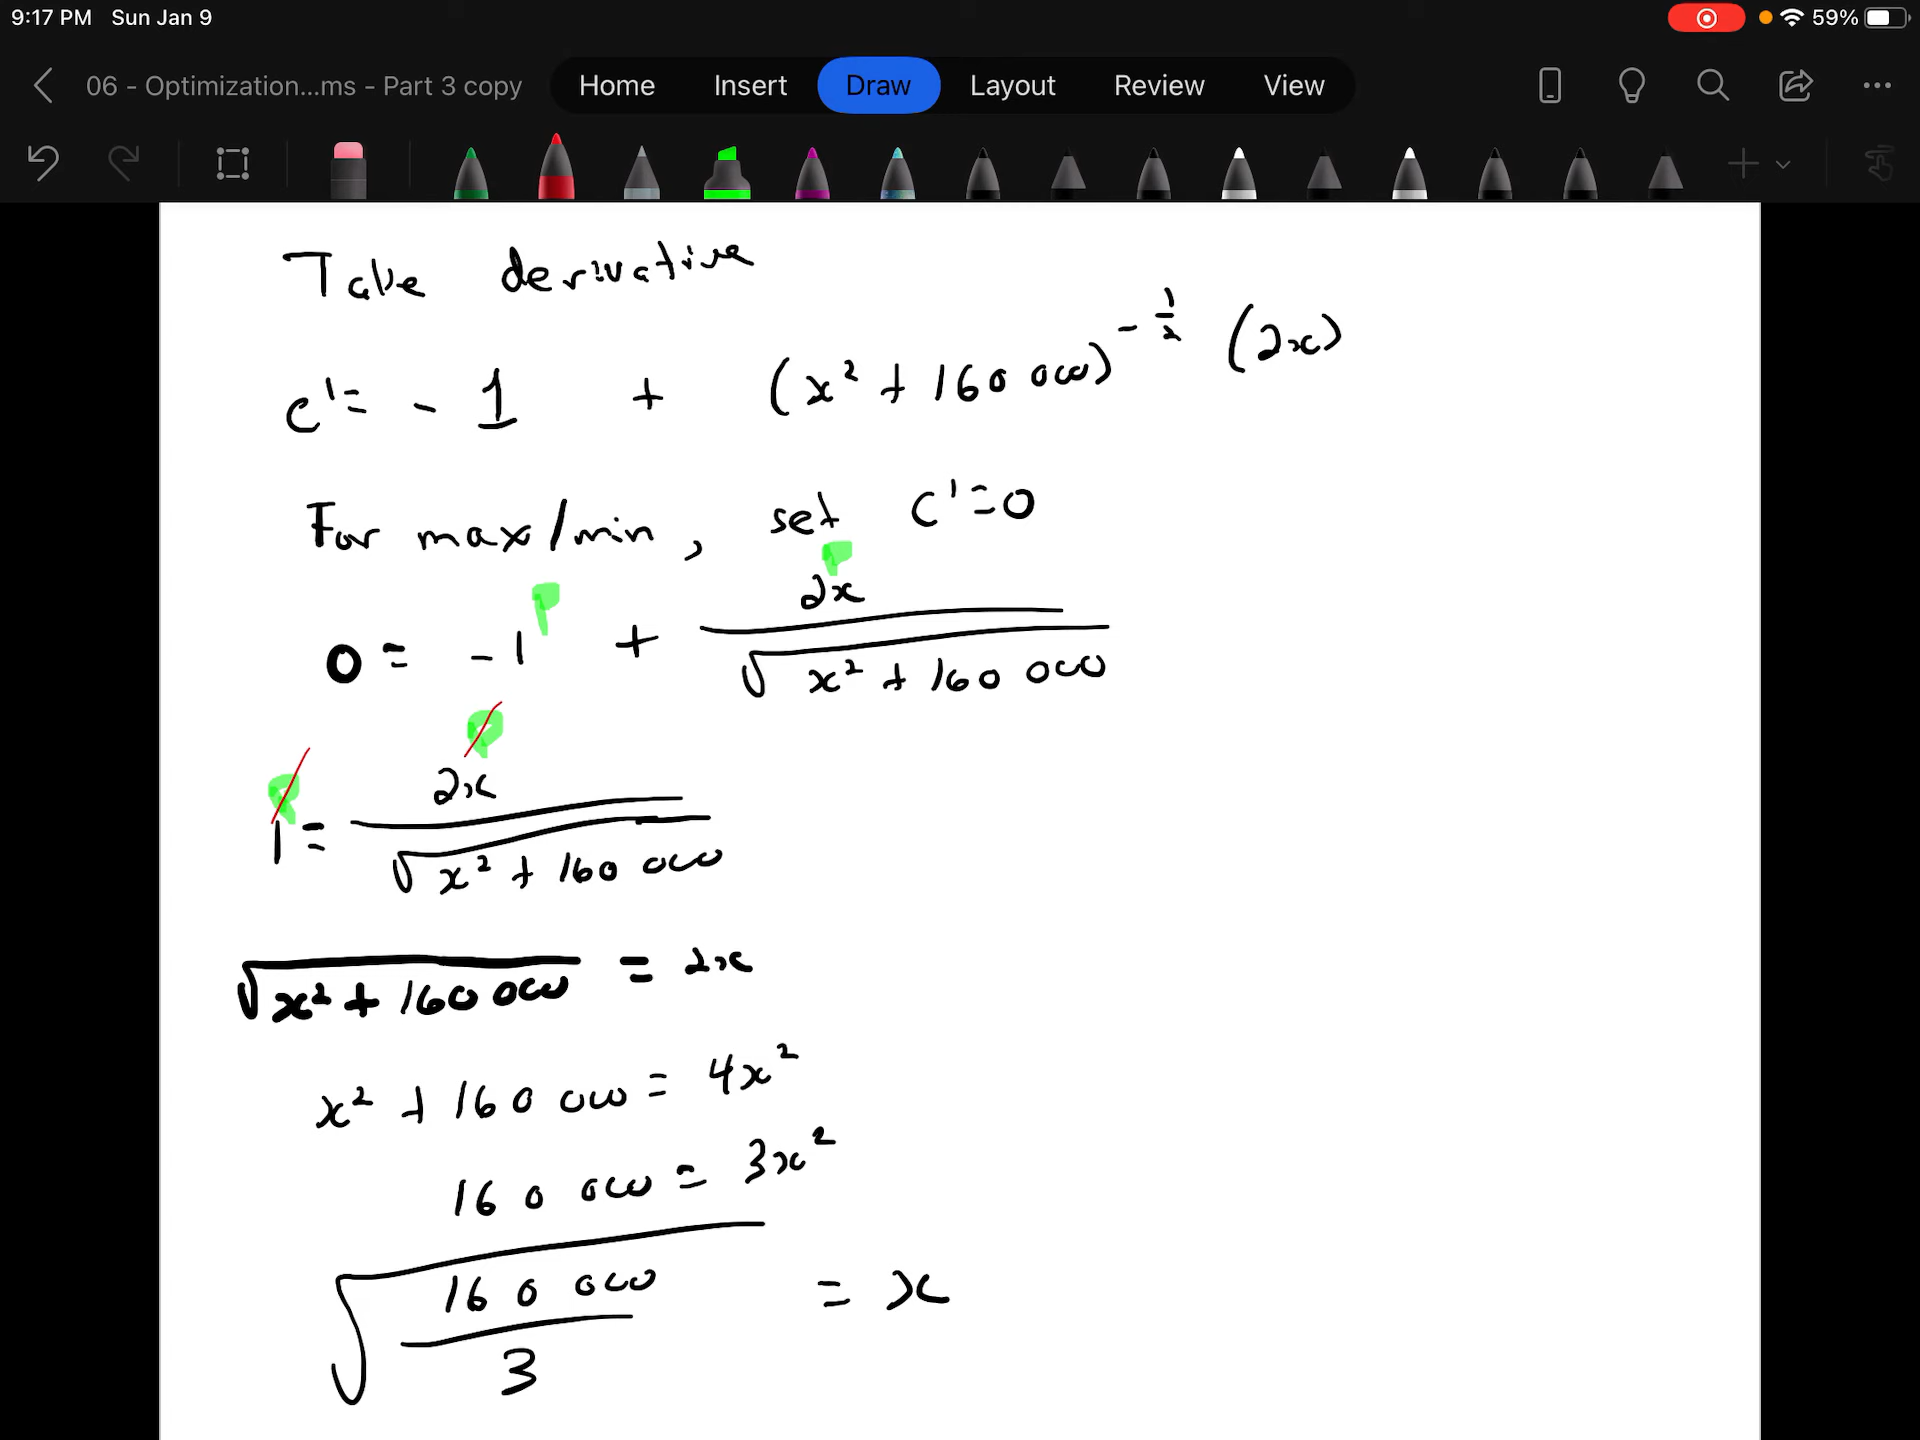 9:17 PM Sun Jan 9 59%
06 - Optimization...ms - Part 3 copy Home Insert Draw Layout Review View
Take derivative
C' = - 1 + (x² + 160 000)^(-1/2) (2x)
For max/min, set C' = 0
0 = -1 + 2x / √(x² + 160 000)
1 = 2x / √(x² + 160 000)
√(x² + 160 000) = 2x
x² + 160 000 = 4x²
160 000 = 3x²
√(160 000 / 3) = x